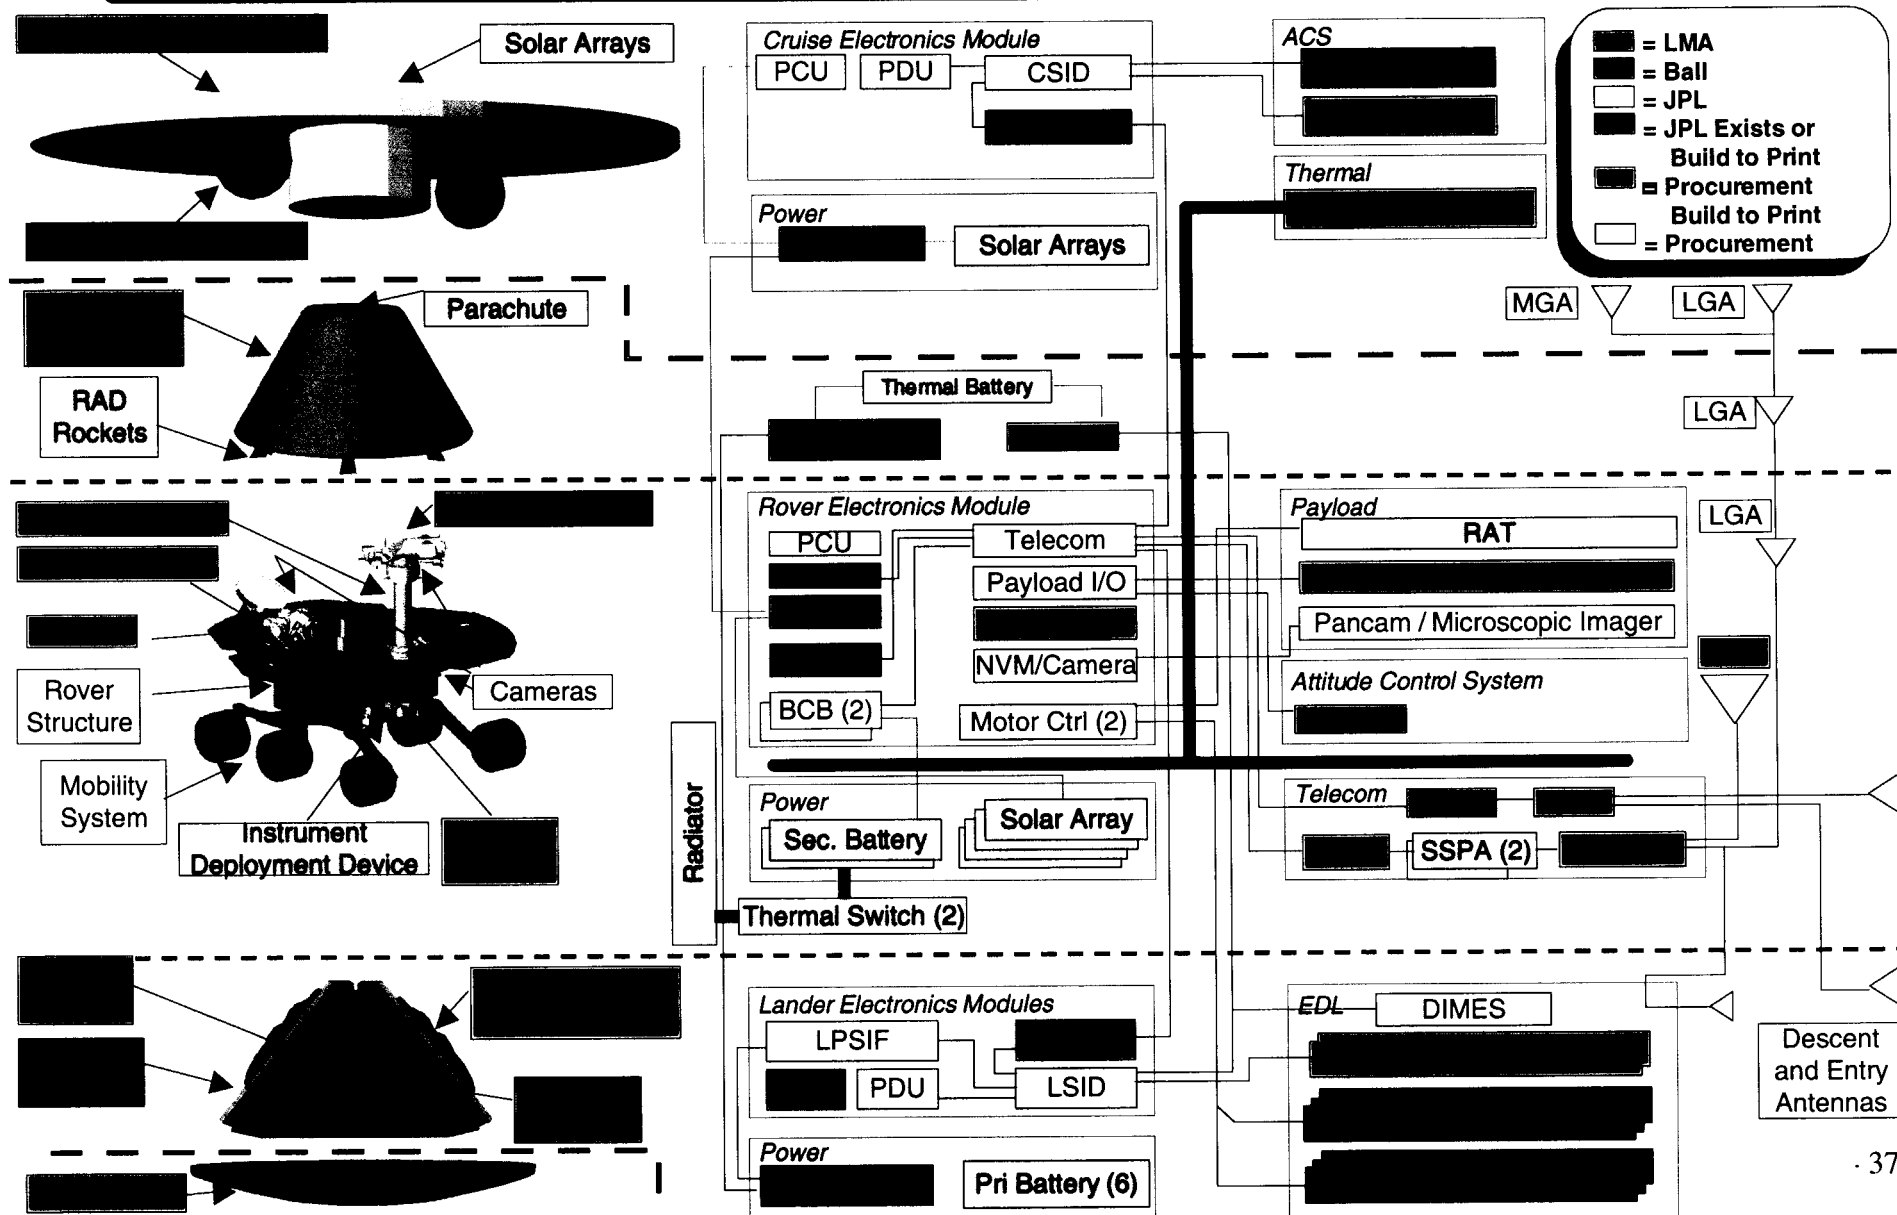 Solar Arrays
Cruise Electronics Module
PCU
PDU
CSID
ACS
= LMA
= Ball
= JPL
= JPL Exists or
Build to Print
= Procurement
Build to Print
= Procurement
Thermal
Power
Solar Arrays
Parachute
RAD
Rockets
MGA
LGA
Thermal Battery
LGA
Rover Electronics Module
PCU
Telecom
Payload I/O
NVM/Camera
BCB (2)
Motor Ctrl (2)
Payload
RAT
Pancam / Microscopic Imager
LGA
Attitude Control System
Rover
Structure
Cameras
Mobility
System
Instrument
Deployment Device
Radiator
Power
Sec. Battery
Solar Array
Thermal Switch (2)
Telecom
SSPA (2)
Lander Electronics Modules
LPSIF
PDU
LSID
EDL
DIMES
Descent
and Entry
Antennas
Power
Pri Battery (6)
37